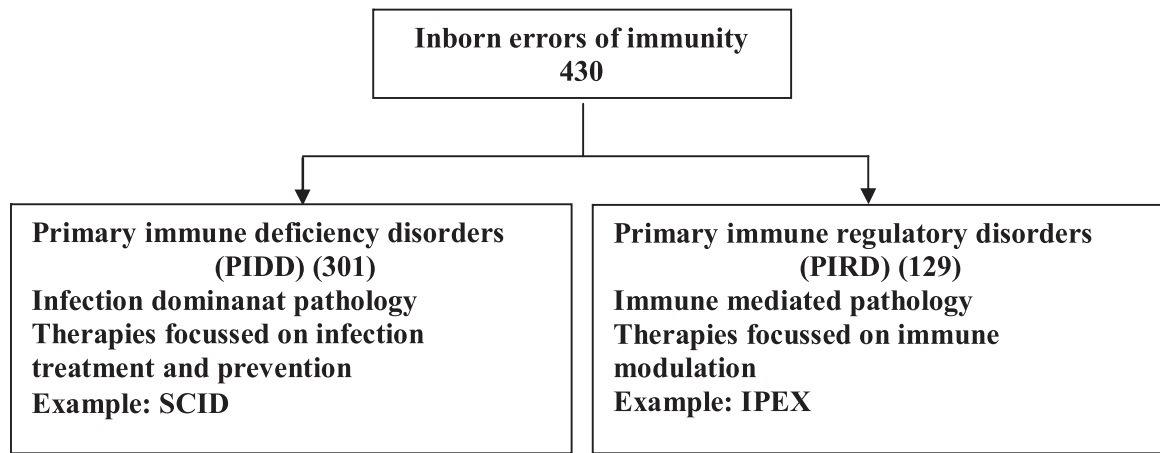 Inborn errors of immunity
430
Primary immune deficiency disorders
(PIDD) (301)
Infection dominanat pathology
Therapies focussed on infection
treatment and prevention
Example: SCID
Primary immune regulatory disorders
(PIRD) (129)
Immune mediated pathology
Therapies focussed on immune
modulation
Example: IPEX